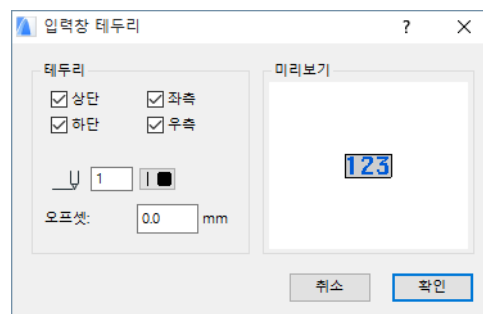 입력창 테두리
테두리
상단 좌측
하단 우측
1
오프셋: 0.0 mm
미리보기
123
취소 확인